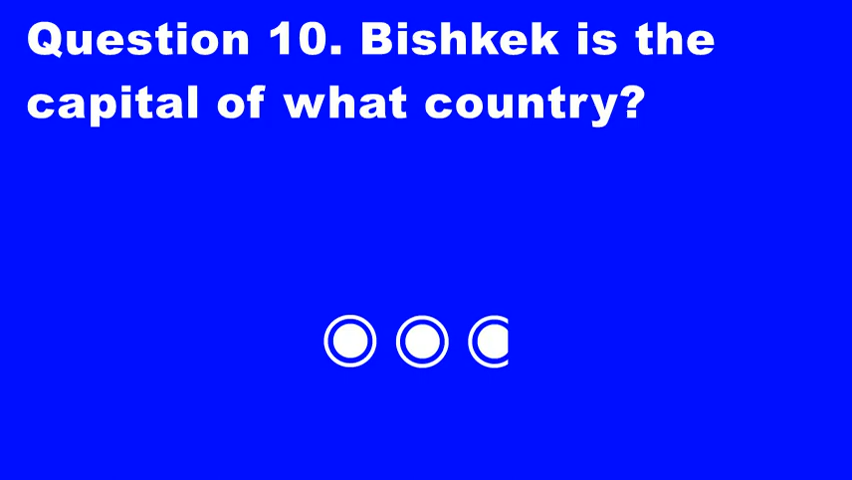 Question 10. Bishkek is the
capital of what country?